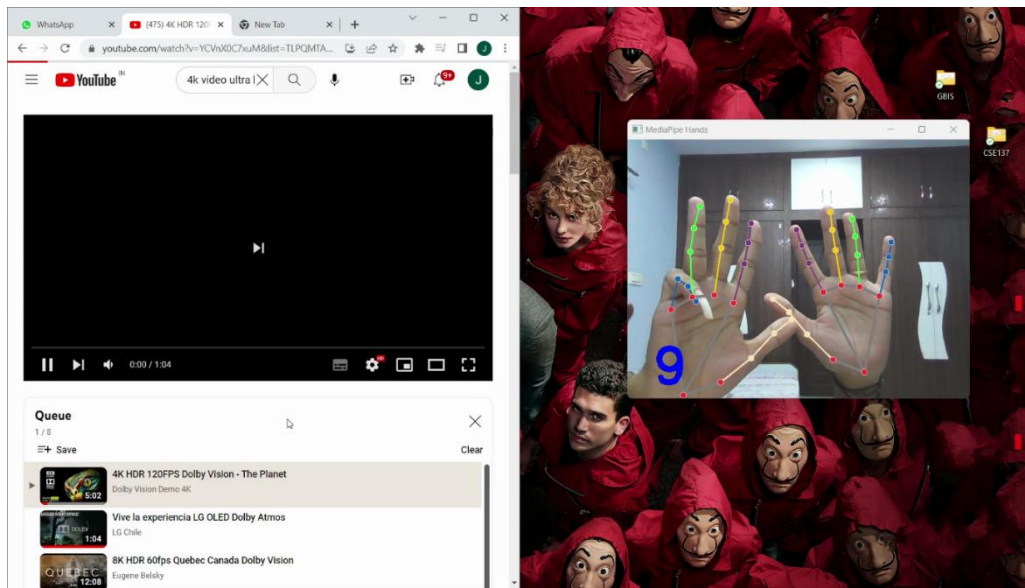 WhatsApp
(475) 4K HDR 120F
New Tab
youtube.com/watch?v=YCVnX0C7xuM&list=TLPQMTA...
J
YouTube IN
4k video ultra
9+
J
0:00 / 1:04
HD
Queue
1 / 8
Save
Clear
4K HDR 120FPS Dolby Vision - The Planet
Dolby Vision Demo 4K
5:02
Vive la experiencia LG OLED Dolby Atmos
LG Chile
1:04
8K HDR 60fps Quebec Canada Dolby Vision
Eugene Belsky
QUEBEC
12:08
GBIS
MediaPipe Hands
CSE137
9